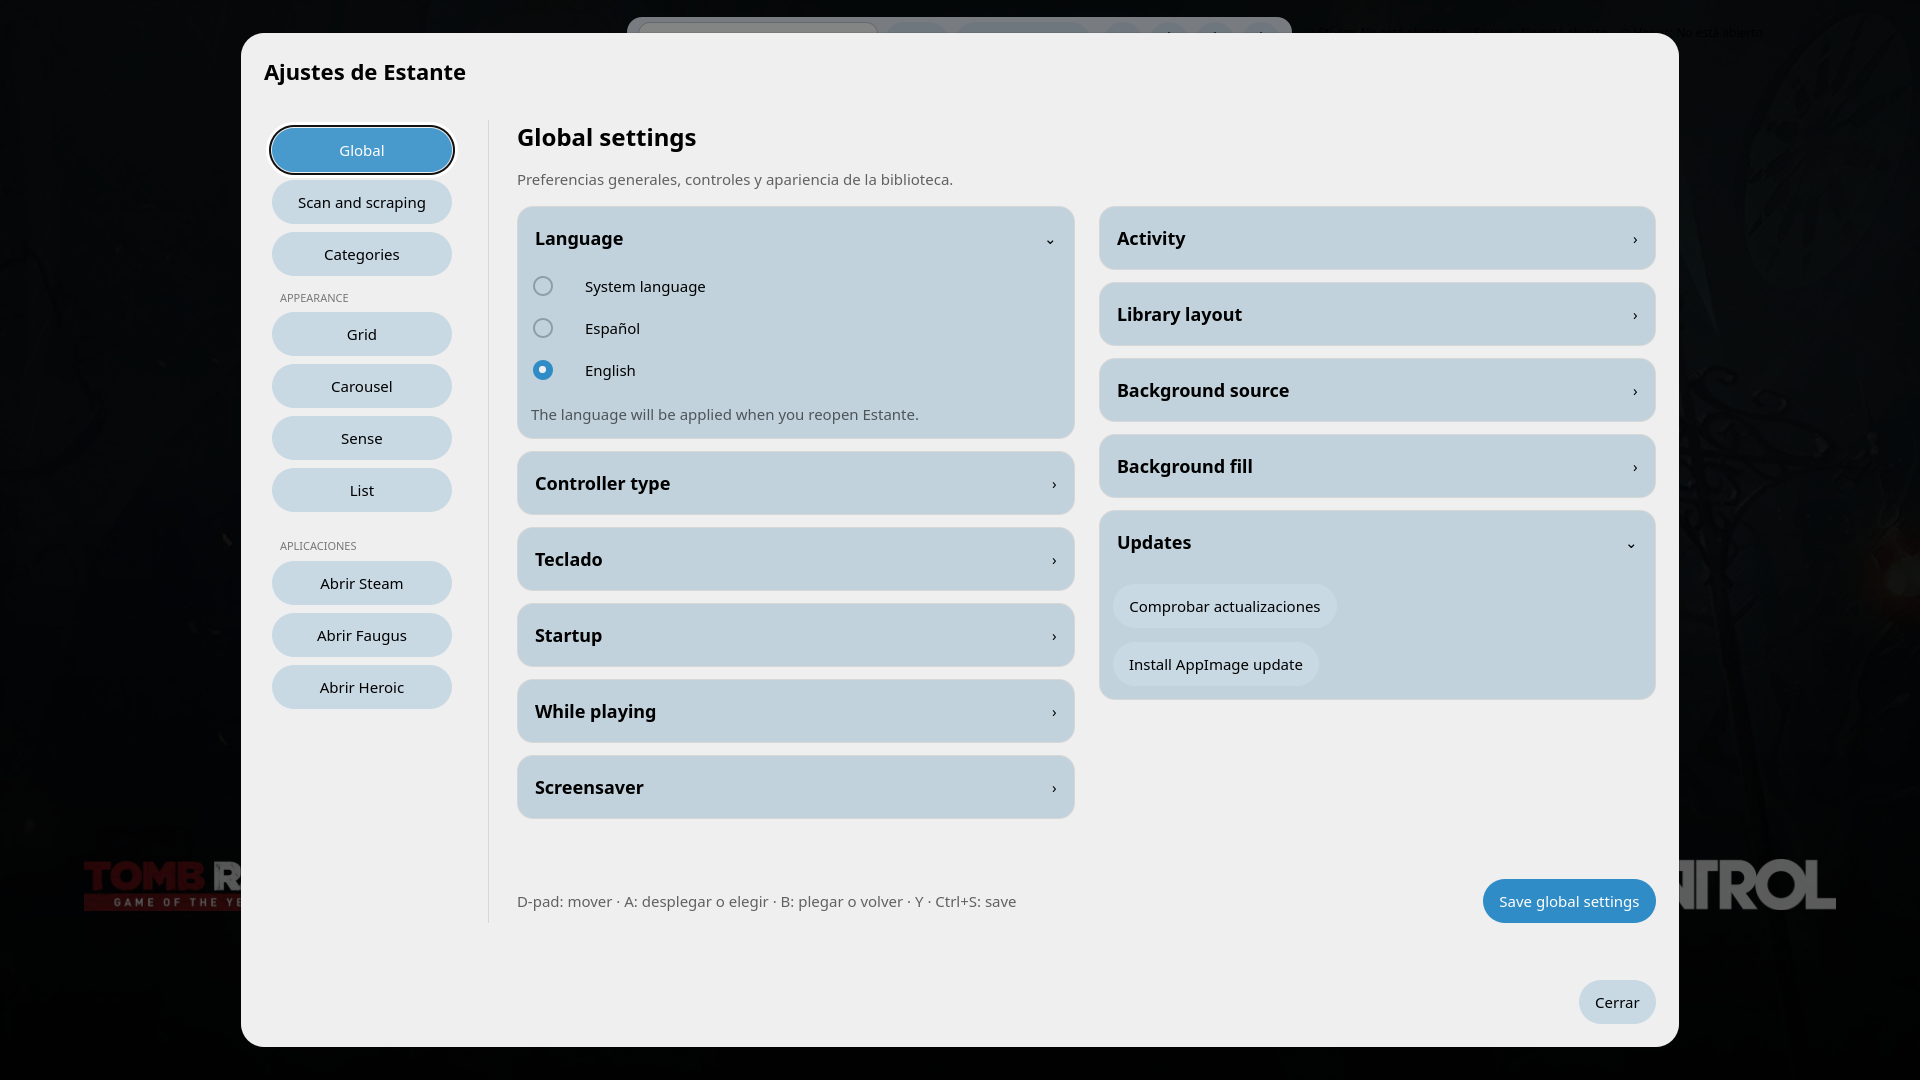 No está abierto
Ajustes de Estante
Global
Scan and scraping
Categories
APPEARANCE
Grid
Carousel
Sense
List
APLICACIONES
Abrir Steam
Abrir Faugus
Abrir Heroic
Global settings
Preferencias generales, controles y apariencia de la biblioteca.
Language
System language
Español
English
The language will be applied when you reopen Estante.
Controller type
Teclado
Startup
While playing
Screensaver
Activity
Library layout
Background source
Background fill
Updates
Comprobar actualizaciones
Install AppImage update
D-pad: mover · A: desplegar o elegir · B: plegar o volver · Y · Ctrl+S: save
Save global settings
Cerrar
TOMB R
GAME OF THE YE
TROL